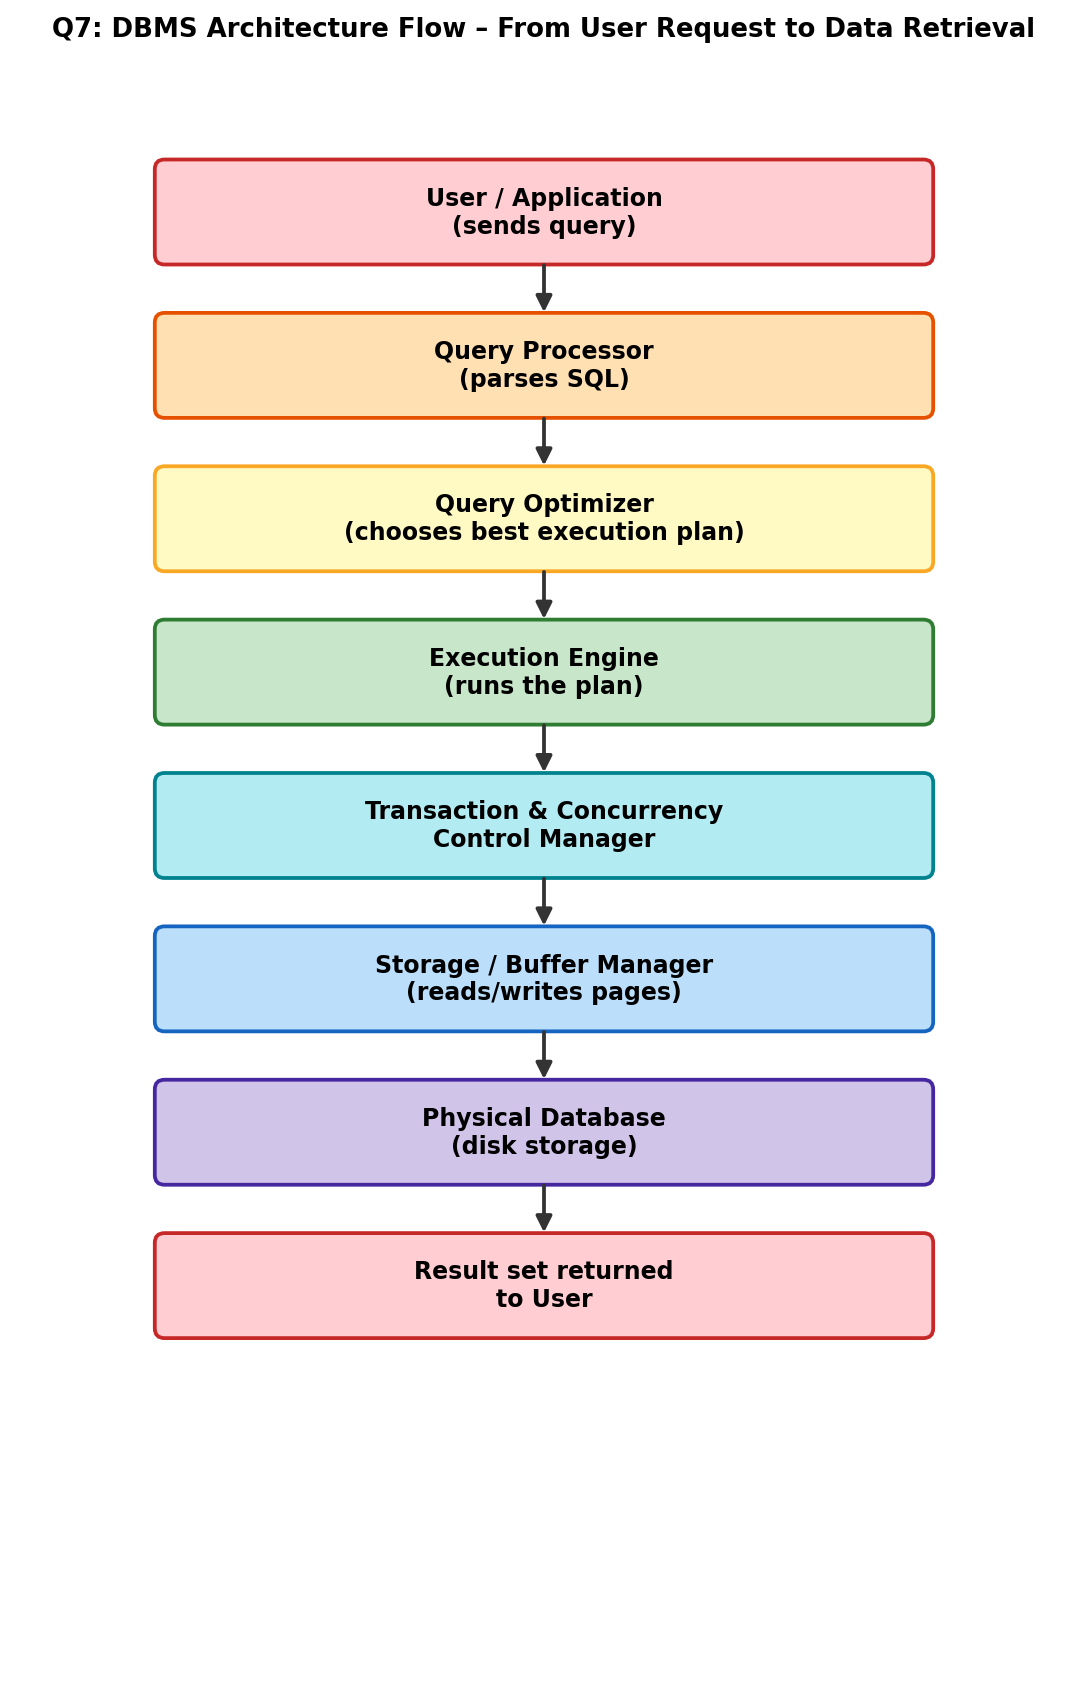 Q7: DBMS Architecture Flow – From User Request to Data Retrieval
User / Application
(sends query)
Query Processor
(parses SQL)
Query Optimizer
(chooses best execution plan)
Execution Engine
(runs the plan)
Transaction & Concurrency
Control Manager
Storage / Buffer Manager
(reads/writes pages)
Physical Database
(disk storage)
Result set returned
to User